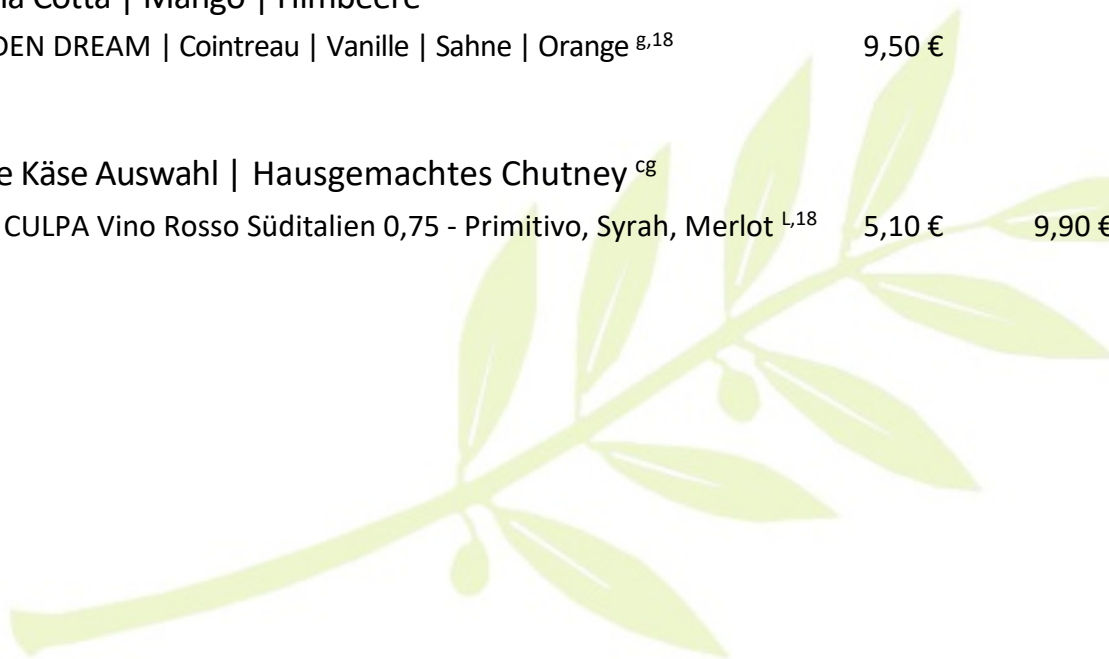 na Cotta | Mango | Himbeere
DEN DREAM | Cointreau | Vanille | Sahne | Orange g,18 9,50 €
e Käse Auswahl | Hausgemachtes Chutney cg
CULPA Vino Rosso Süditalien 0,75 - Primitivo, Syrah, Merlot L,18 5,10 € 9,90 €